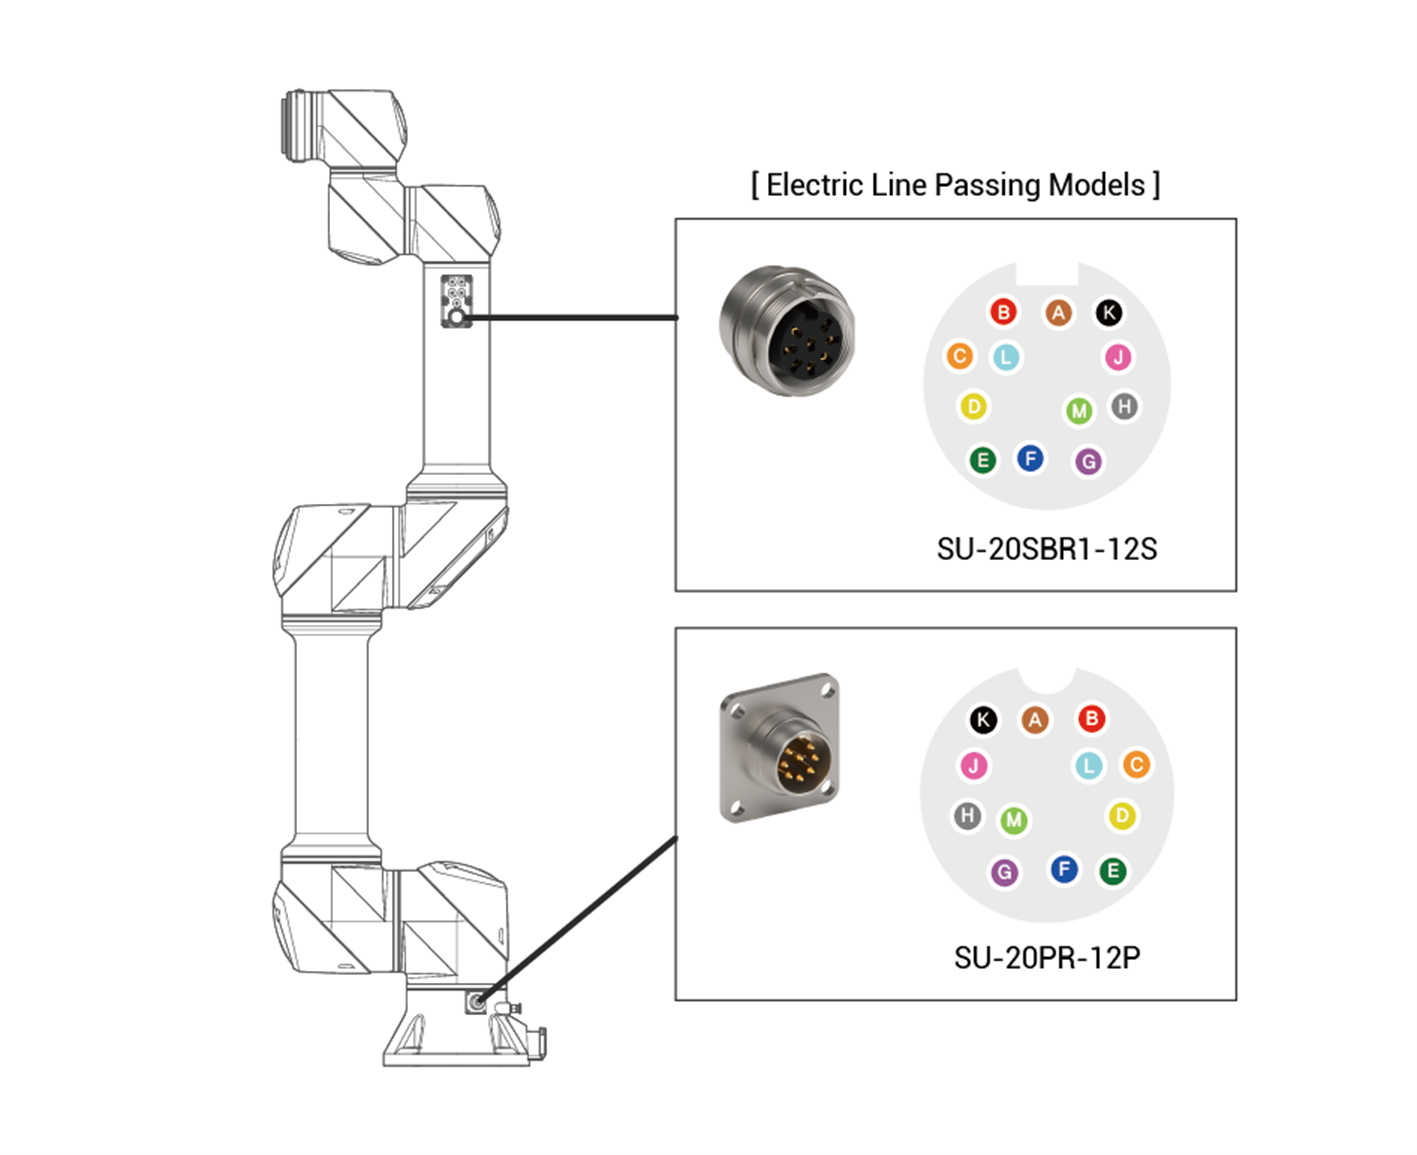 [ Electric Line Passing Models ]
B A K
C L J
D M H
E F G
SU-20SBR1-12S
K A B
J L C
H M D
G F E
SU-20PR-12P